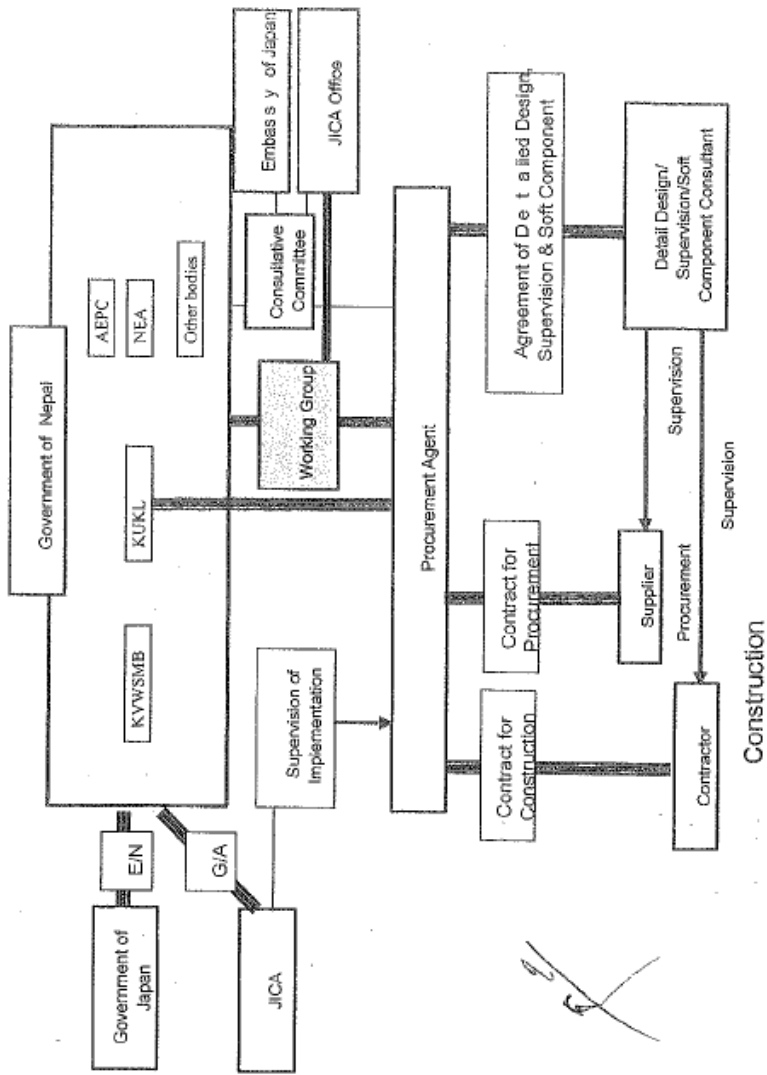 Government of Nepal
Government of
Japan
E/N
G/A
JICA
KVWSMB
KUKL
AEPC
NEA
Other bodies
Embas s y of Japan
JICA Office
Consultative
Committee
Working Group
Supervision of
Implementation
Procurement Agent
Contract for
Construction
Contract for
Procurement
Agreement of D e t a iled Design,
Supervision & Soft Component
Contractor
Supplier
Detail Design/
Supervision/Soft
Component Consultant
Procurement
Supervision
Supervision
Construction